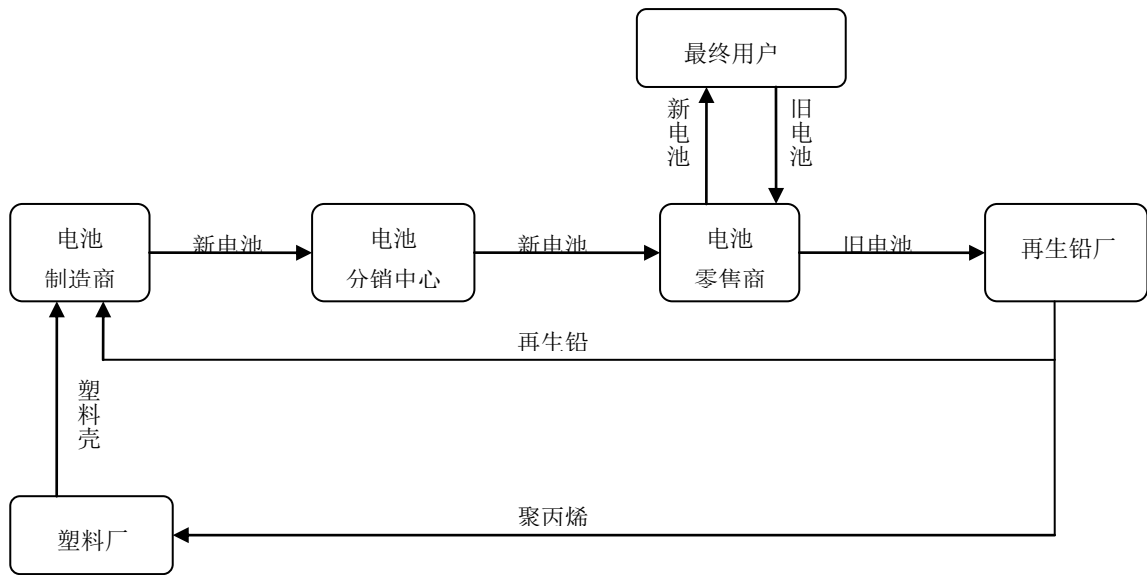 最终用户
新电池
旧电池
电池
制造商
新电池
电池
分销中心
新电池
电池
零售商
旧电池
再生铅厂
再生铅
塑料壳
聚丙烯
塑料厂